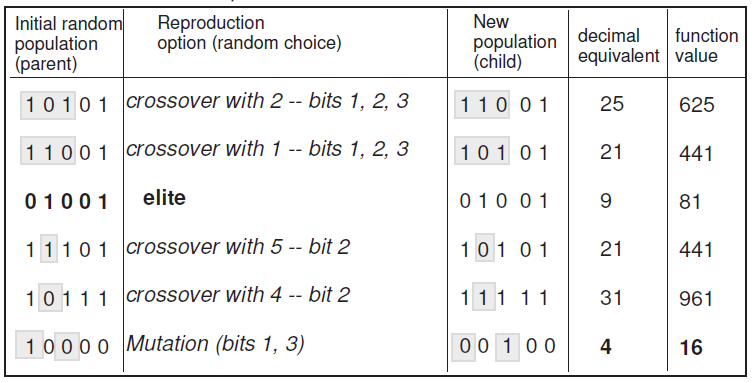 Initial random population (parent) Reproduction option (random choice) New population (child) decimal equivalent function value
1 0 1 0 1 crossover with 2 -- bits 1, 2, 3 1 1 0 0 1 25 625
1 1 0 0 1 crossover with 1 -- bits 1, 2, 3 1 0 1 0 1 21 441
0 1 0 0 1 elite 0 1 0 0 1 9 81
1 1 1 0 1 crossover with 5 -- bit 2 1 0 1 0 1 21 441
1 0 1 1 1 crossover with 4 -- bit 2 1 1 1 1 1 31 961
1 0 0 0 0 Mutation (bits 1, 3) 0 0 1 0 0 4 16